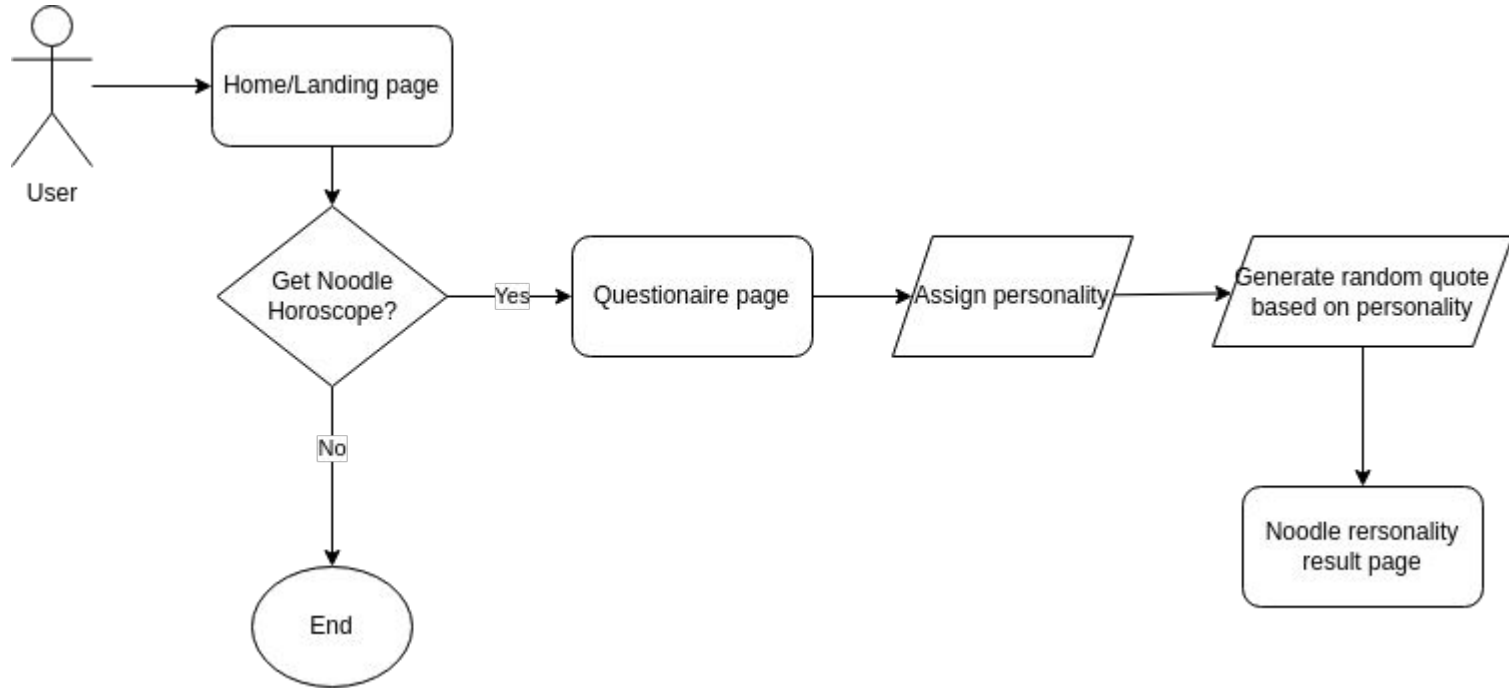 Home/Landing page
User
Get Noodle
Horoscope?
Yes
Questionaire page
Assign personality
Generate random quote
based on personality
No
Noodle rersonality
result page
End